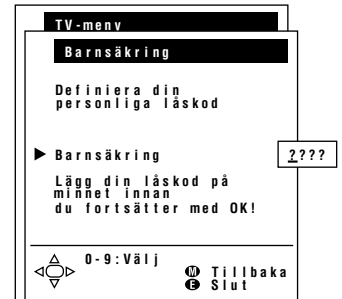 TV-meny
Barnsäkring
Definiera din
personliga låskod
Barnsäkring
????
Lägg din låskod på
minnet innan
du fortsätter med OK!
0-9:Välj
M Tillbaka
E Slut